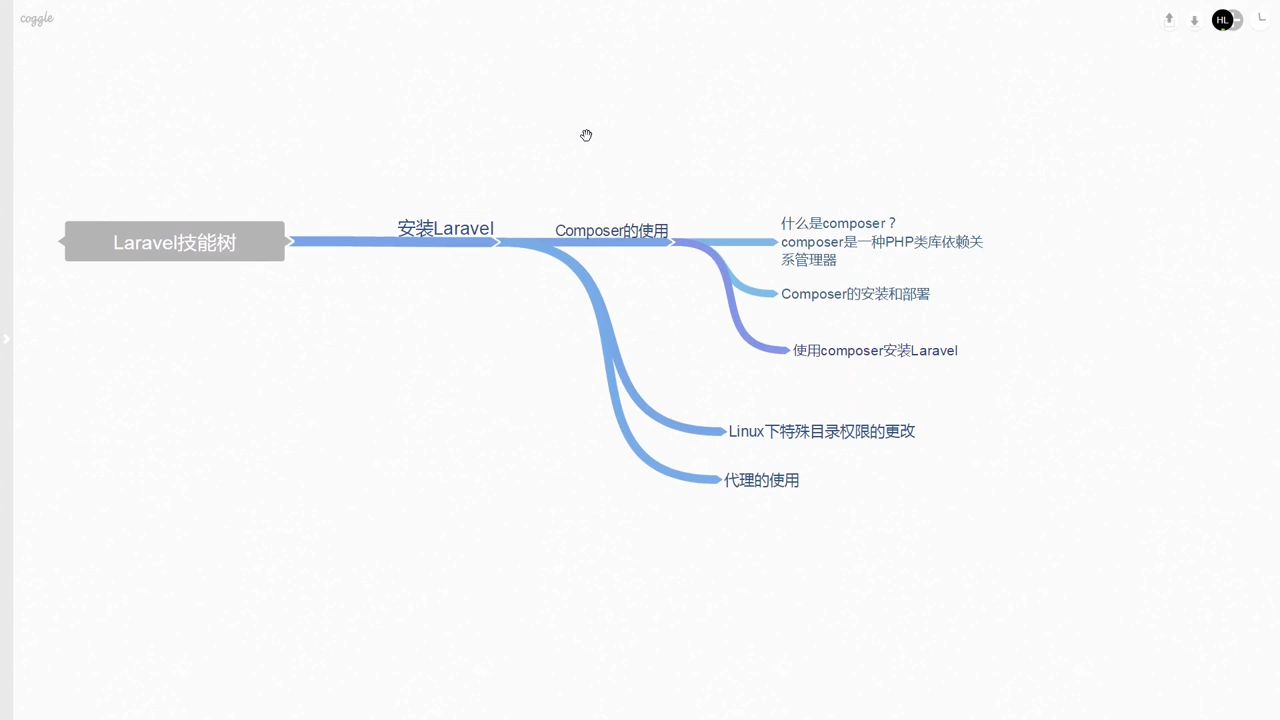 coggle
HL
Laravel技能树
安装Laravel
Composer的使用
什么是composer？
composer是一种PHP类库依赖关
系管理器
Composer的安装和部署
使用composer安装Laravel
Linux下特殊目录权限的更改
代理的使用